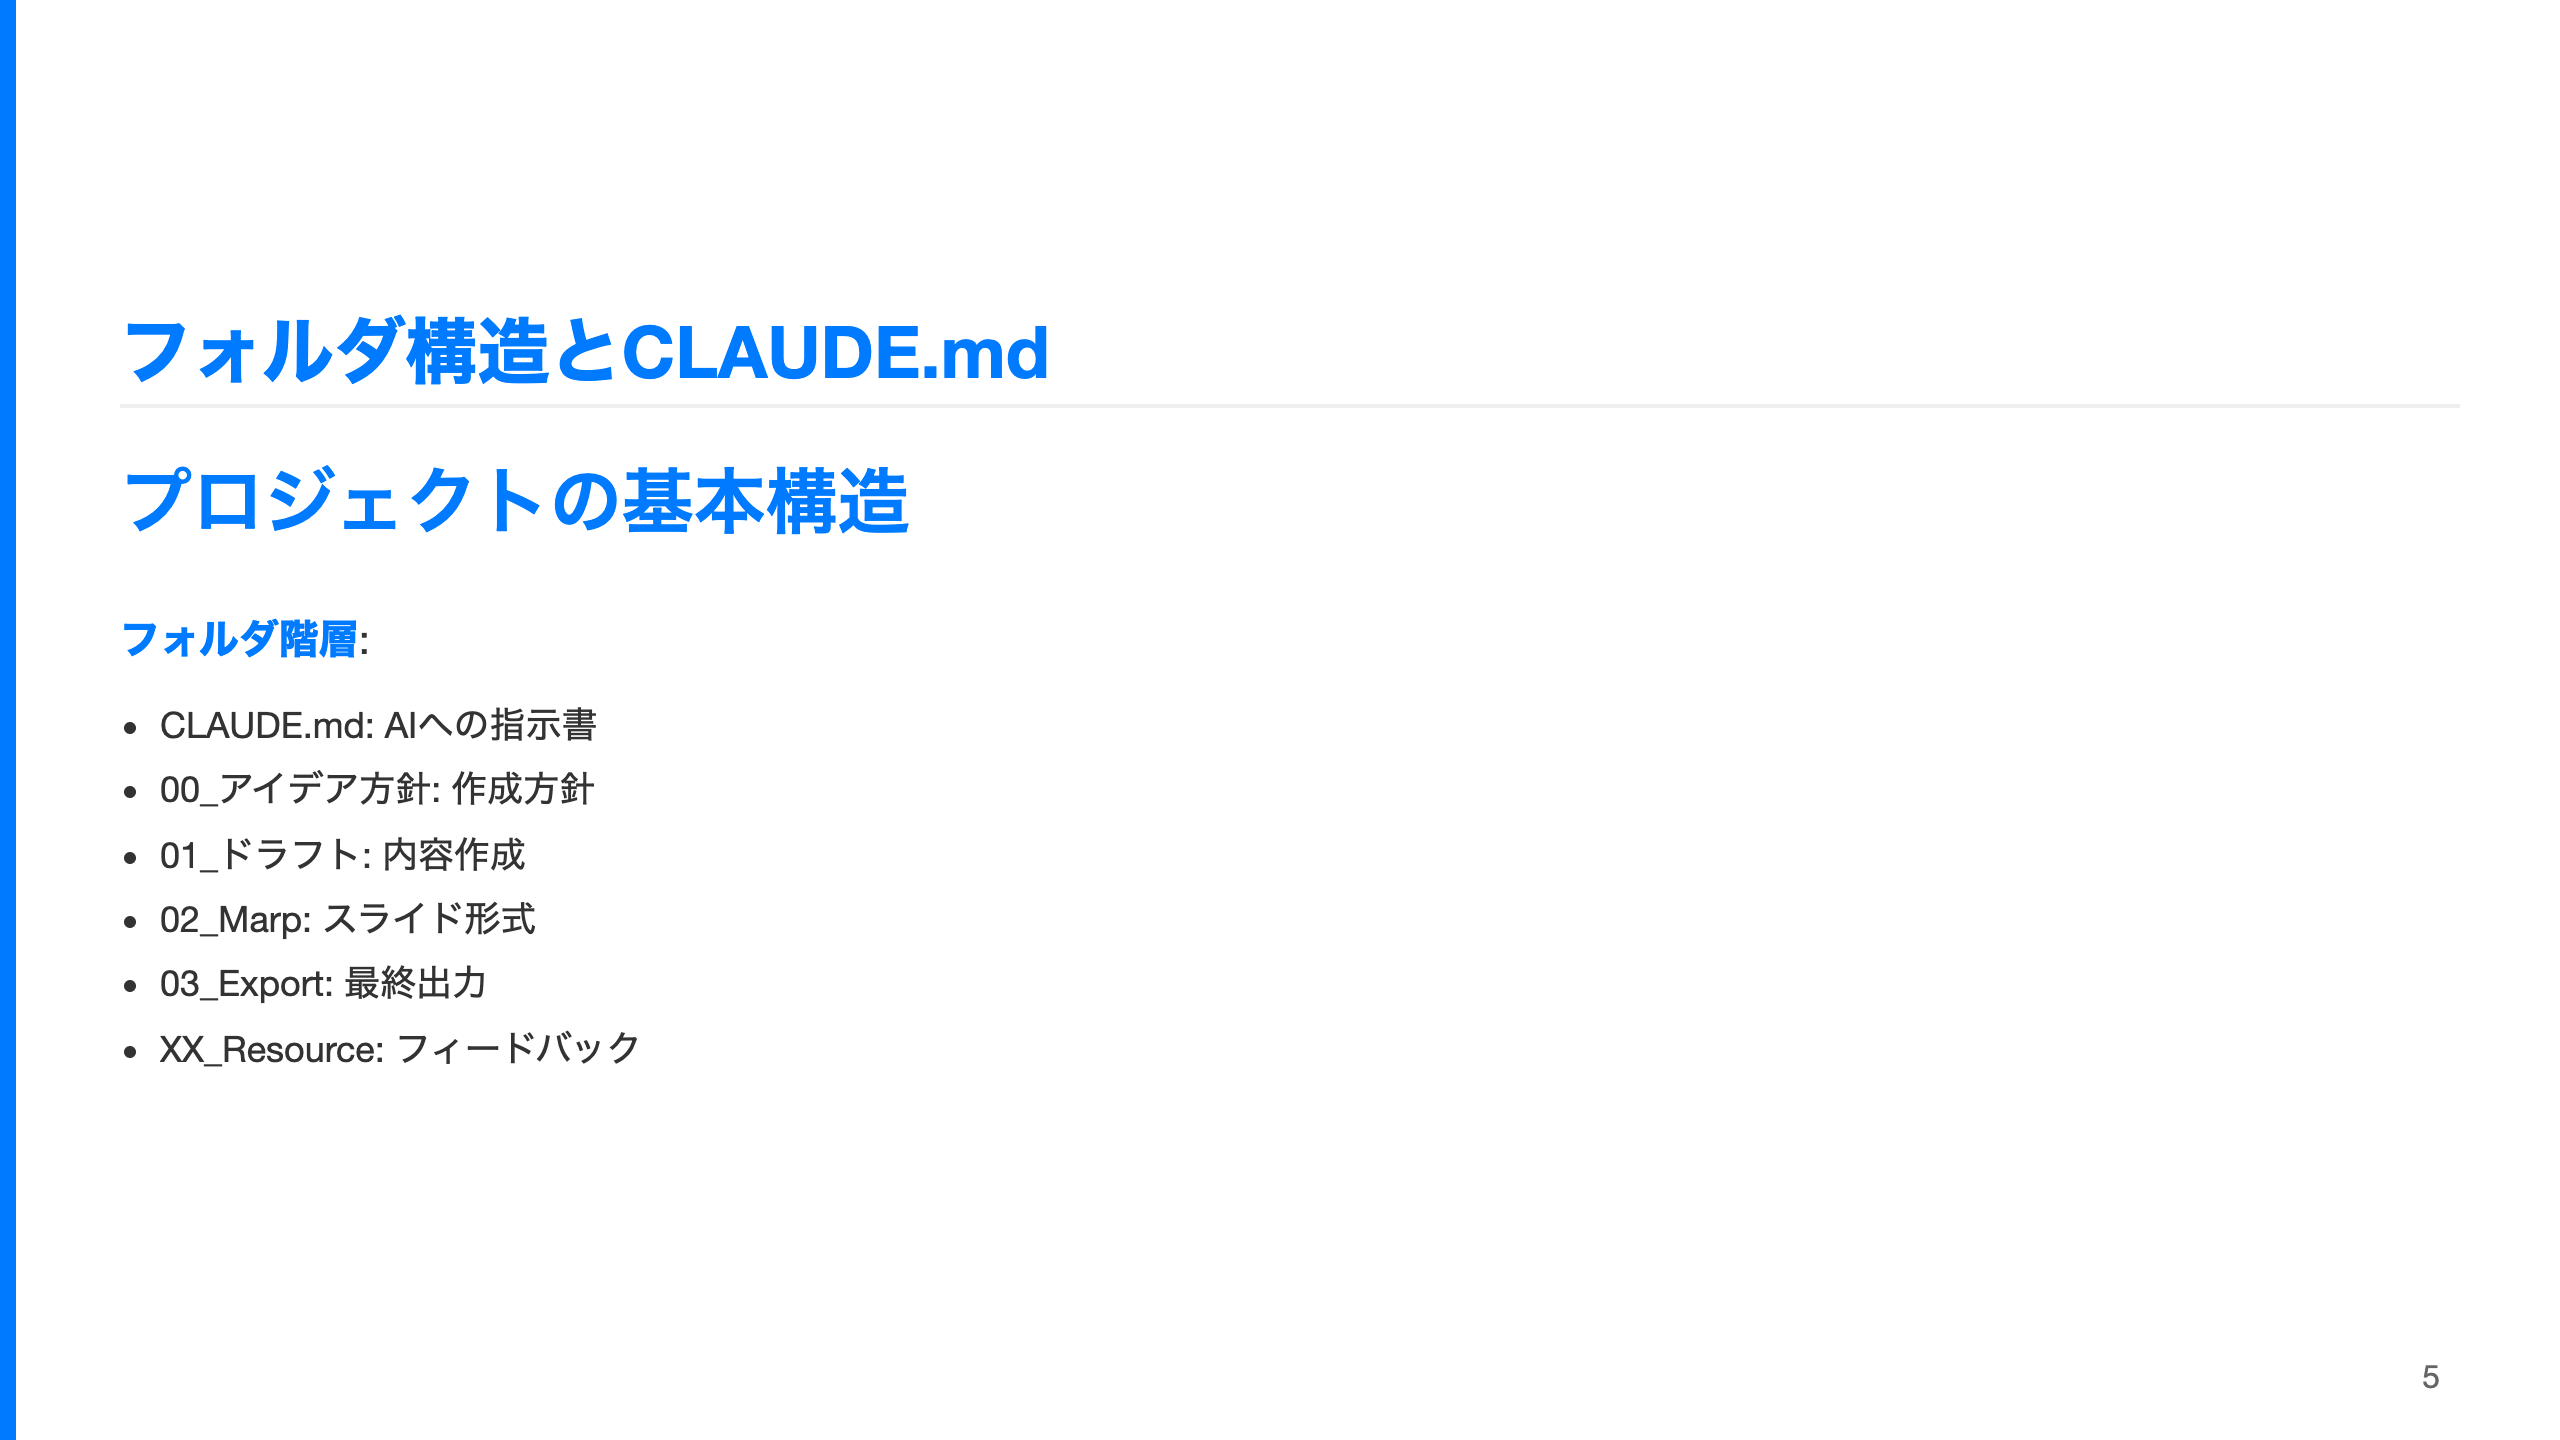 フォルダ構造とCLAUDE.md
プロジェクトの基本構造
フォルダ階層:
• CLAUDE.md: AIへの指示書
• 00_アイデア方針: 作成方針
• 01_ドラフト: 内容作成
• 02_Marp: スライド形式
• 03_Export: 最終出力
• XX_Resource: フィードバック
5